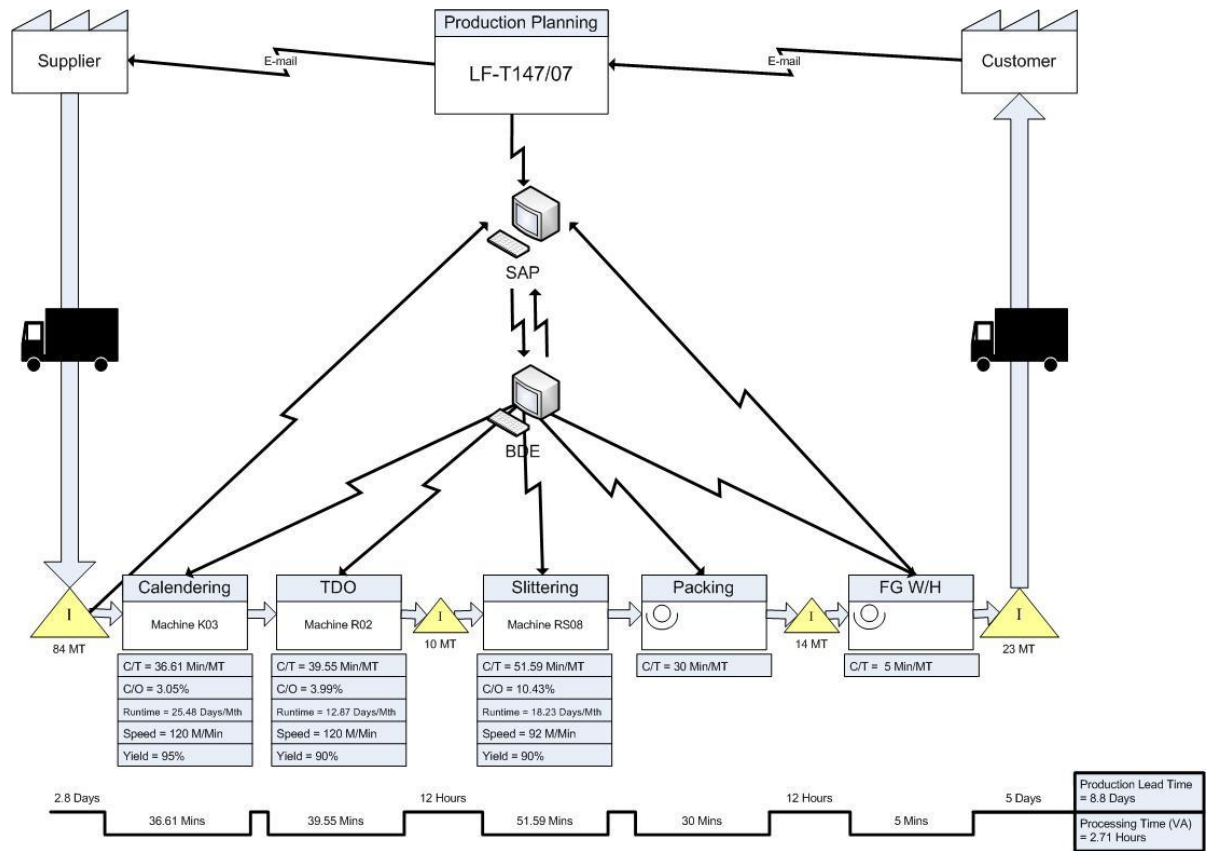 Production Planning
LF-T147/07
Supplier
E-mail
E-mail
Customer
SAP
BDE
I
84 MT
Calendering
Machine K03
C/T = 36.61 Min/MT
C/O = 3.05%
Runtime = 25.48 Days/Mth
Speed = 120 M/Min
Yield = 95%
TDO
Machine R02
C/T = 39.55 Min/MT
C/O = 3.99%
Runtime = 12.87 Days/Mth
Speed = 120 M/Min
Yield = 90%
I
10 MT
Slittering
Machine RS08
C/T = 51.59 Min/MT
C/O = 10.43%
Runtime = 18.23 Days/Mth
Speed = 92 M/Min
Yield = 90%
Packing
C/T = 30 Min/MT
I
14 MT
FG W/H
C/T = 5 Min/MT
I
23 MT
2.8 Days
36.61 Mins
39.55 Mins
12 Hours
51.59 Mins
30 Mins
12 Hours
5 Mins
5 Days
Production Lead Time
= 8.8 Days
Processing Time (VA)
= 2.71 Hours